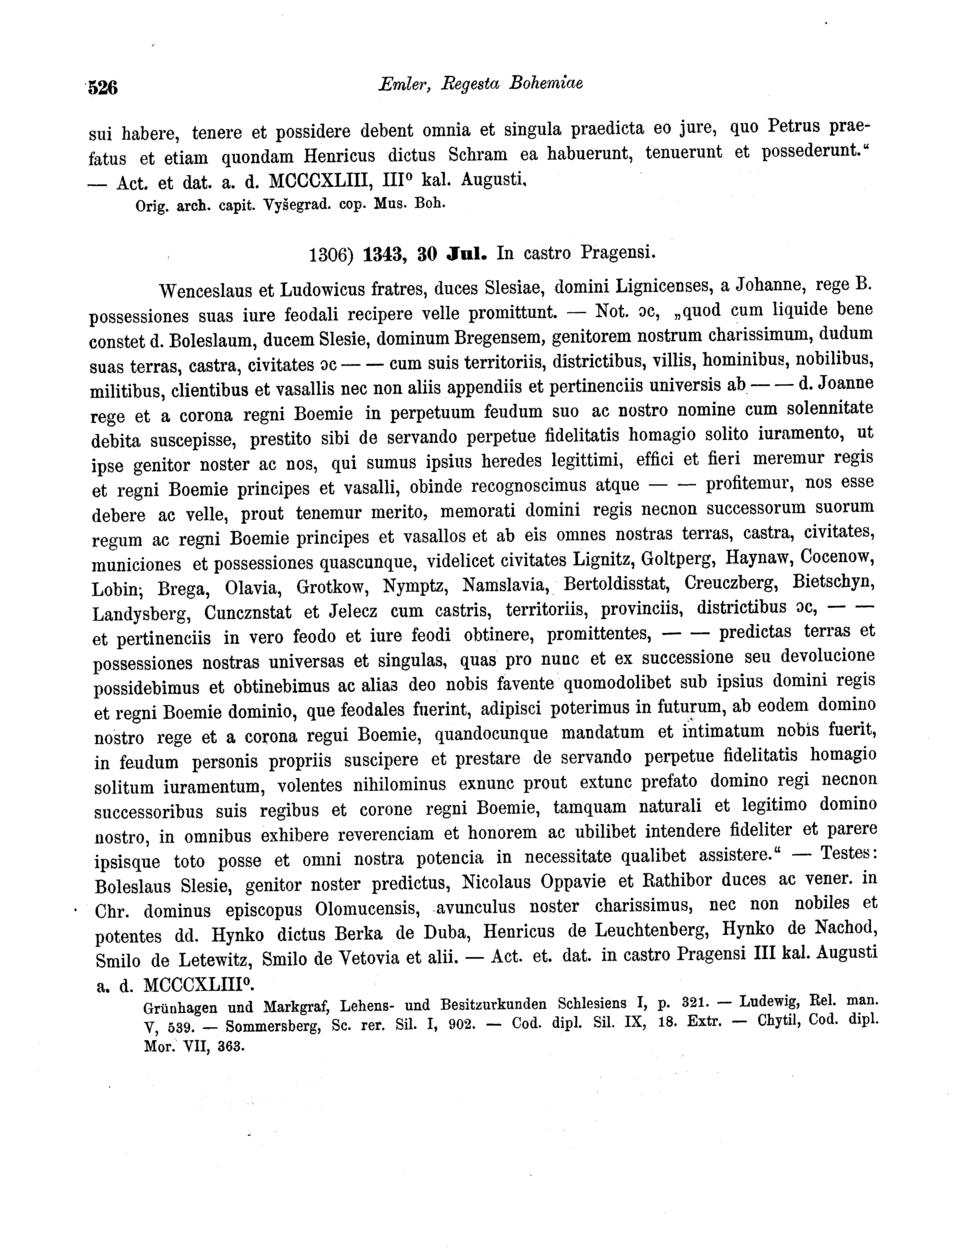 526
Emler, Regesta Bohemiae
sui habere, tenere et possidere debent omnia et singula praedicta eo jure, quo Petrus prae-
fatus et etiam quondam Henricus dictus Schram ea habuerunt, tenuerunt et possederunt.“
— Act. et dat. a. d. MCCCXLIII, III⁰ kal. Augusti.
Orig. arch. capit. Vyšegrad. cop. Mus. Boh.
1306) 1343, 30 Jul. In castro Pragensi.
Wenceslaus et Ludowicus fratres, duces Slesiae, domini Lignicenses, a Johanne, rege B.
possessiones suas iure feodali recipere velle promittunt. — Not. ɔc, „quod cum liquide bene
constet d. Boleslaum, ducem Slesie, dominum Bregensem, genitorem nostrum charissimum, dudum
suas terras, castra, civitates ɔc — — cum suis territoriis, districtibus, villis, hominibus, nobilibus,
militibus, clientibus et vasallis nec non aliis appendiis et pertinenciis universis ab — — d. Joanne
rege et a corona regni Boemie in perpetuum feudum suo ac nostro nomine cum solennitate
debita suscepisse, prestito sibi de servando perpetue fidelitatis homagio solito iuramento, ut
ipse genitor noster ac nos, qui sumus ipsius heredes legittimi, effici et fieri meremur regis
et regni Boemie principes et vasalli, obinde recognoscimus atque — — profitemur, nos esse
debere ac velle, prout tenemur merito, memorati domini regis necnon successorum suorum
regum ac regni Boemie principes et vasallos et ab eis omnes nostras terras, castra, civitates,
municiones et possessiones quascunque, videlicet civitates Lignitz, Goltperg, Haynaw, Cocenow,
Lobin; Brega, Olavia, Grotkow, Nymptz, Namslavia, Bertoldisstat, Creuczberg, Bietschyn,
Landysberg, Cuncznstat et Jelecz cum castris, territoriis, provinciis, districtibus ɔc, — —
et pertinenciis in vero feodo et iure feodi obtinere, promittentes, — — predictas terras et
possessiones nostras universas et singulas, quas pro nunc et ex successione seu devolucione
possidebimus et obtinebimus ac alias deo nobis favente quomodolibet sub ipsius domini regis
et regni Boemie dominio, que feodales fuerint, adipisci poterimus in futurum, ab eodem domino
nostro rege et a corona regui Boemie, quandocunque mandatum et intimatum nobis fuerit,
in feudum personis propriis suscipere et prestare de servando perpetue fidelitatis homagio
solitum iuramentum, volentes nihilominus exnunc prout extunc prefato domino regi necnon
successoribus suis regibus et corone regni Boemie, tamquam naturali et legitimo domino
nostro, in omnibus exhibere reverenciam et honorem ac ubilibet intendere fideliter et parere
ipsisque toto posse et omni nostra potencia in necessitate qualibet assistere.“ — Testes:
Boleslaus Slesie, genitor noster predictus, Nicolaus Oppavie et Rathibor duces ac vener. in
Chr. dominus episcopus Olomucensis, avunculus noster charissimus, nec non nobiles et
potentes dd. Hynko dictus Berka de Duba, Henricus de Leuchtenberg, Hynko de Nachod,
Smilo de Letewitz, Smilo de Vetovia et alii. — Act. et. dat. in castro Pragensi III kal. Augusti
a. d. MCCCXLIII⁰.
Grünhagen und Markgraf, Lehens- und Besitzurkunden Schlesiens I, p. 321. — Ludewig, Rel. man.
V, 539. — Sommersberg, Sc. rer. Sil. I, 902. — Cod. dipl. Sil. IX, 18. Extr. — Chytil, Cod. dipl.
Mor. VII, 363.